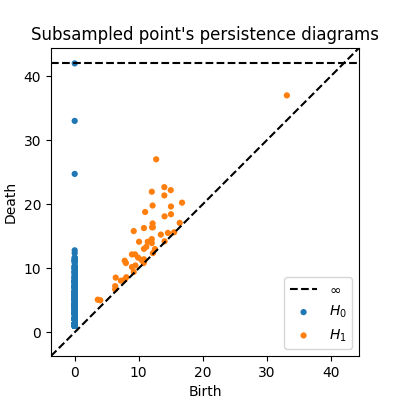 Subsampled point's persistence diagrams
Death
40
30
20
10
0
∞
H₀
H₁
0 10 20 30 40
Birth